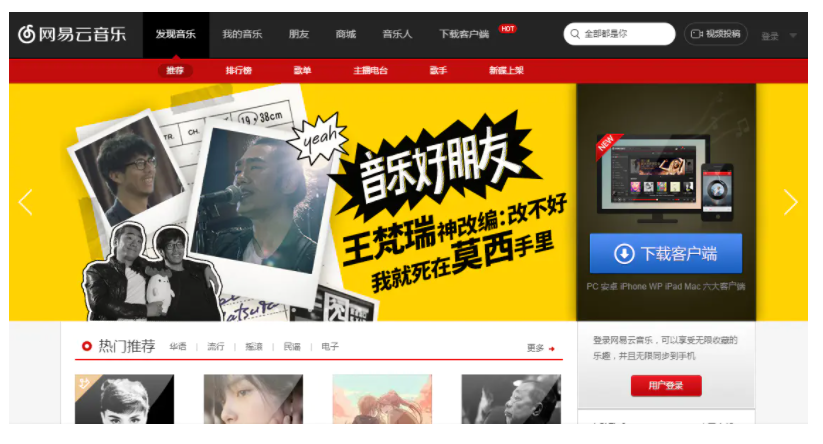 网易云音乐
发现音乐 我的音乐 朋友 商城 音乐人 下载客户端 HOT
全部都是你
视频投稿
登录
推荐 排行榜 歌单 主播电台 歌手 新碟上架
TR. CH. 19×38cm
yeah
音乐好朋友
王梵瑞神改编:改不好
我就死在莫西手里
NEW
下载客户端
PC 安卓 iPhone WP iPad Mac 六大客户端
热门推荐 华语 | 流行 | 摇滚 | 民谣 | 电子
更多
登录网易云音乐,可以享受无限收藏的
乐趣,并且无限同步到手机
用户登录